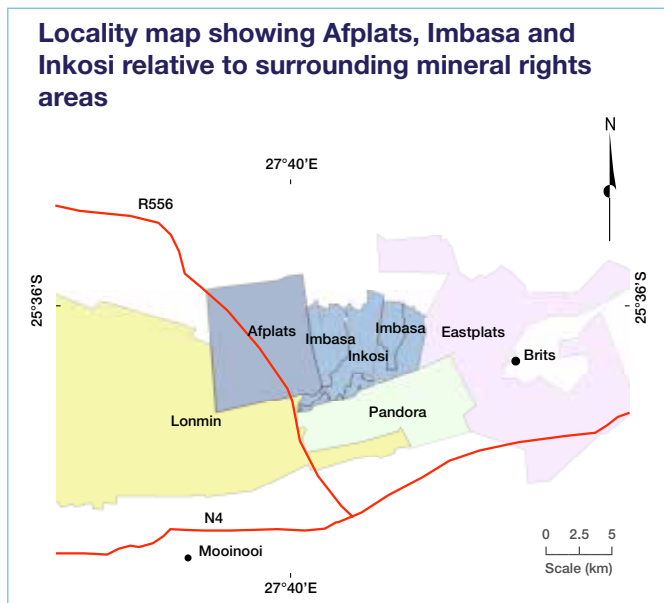 Locality map showing Afplats, Imbasa and
Inkosi relative to surrounding mineral rights
areas
N
27°40'E
R556
25°36'S
25°36'S
Afplats
Imbasa
Imbasa
Inkosi
Eastplats
Brits
Lonmin
Pandora
N4
Mooinooi
27°40'E
0 2.5 5
Scale (km)